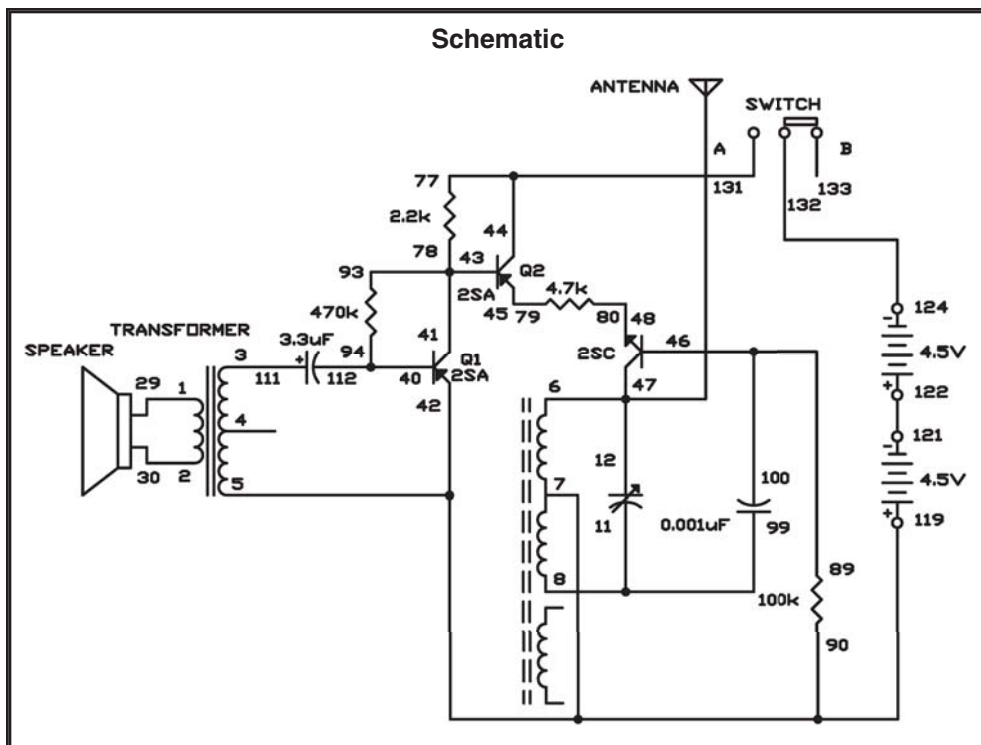 Schematic
ANTENNA
SWITCH
A
B
77
131
133
132
2.2k
44
78
43
Q2
93
2SA
4.7k
124
470k
45
79
80
48
TRANSFORMER
3.3uF
41
2SC
46
4.5V
SPEAKER
3
+
94
Q1
111
112
40
2SA
47
122
29
1
42
6
121
4
12
30
2
5
7
100
4.5V
11
0.001uF
99
119
8
89
100k
90